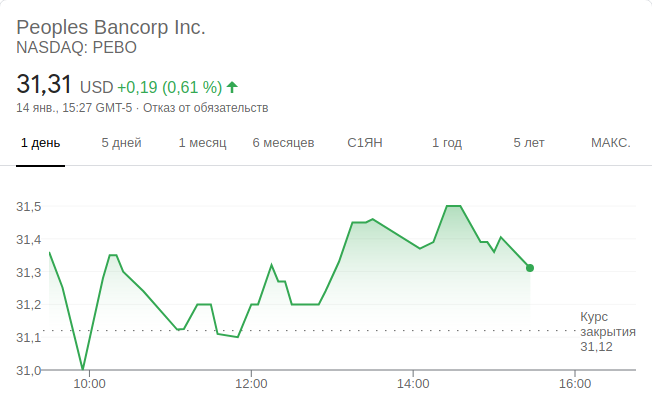 Peoples Bancorp Inc.
NASDAQ: PEBO
31,31 USD +0,19 (0,61 %)
14 янв., 15:27 GMT-5 · Отказ от обязательств
1 день 5 дней 1 месяц 6 месяцев С1ЯН 1 год 5 лет МАКС.
31,5
31,4
31,3
31,2
31,1
31,0
Курс
закрытия
31,12
10:00 12:00 14:00 16:00